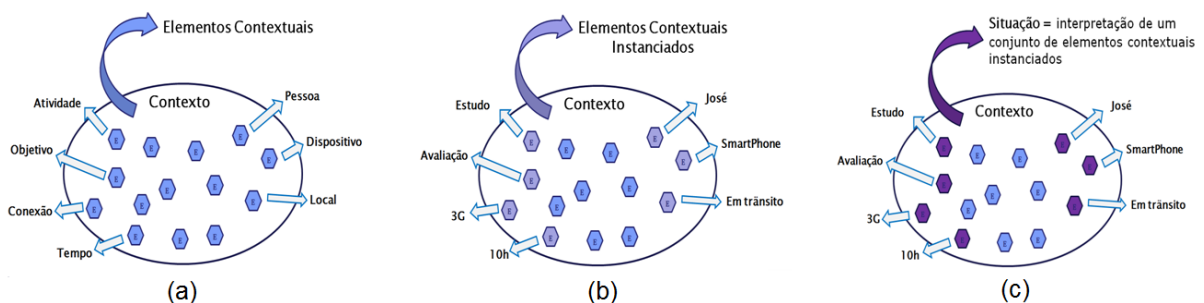 Elementos Contextuais
Contexto
Atividade
Pessoa
Objetivo
Dispositivo
Conexão
Local
Tempo
E E E E E E E E E E E E E E E E
(a)
Elementos Contextuais
Instanciados
Contexto
Estudo
José
Avaliação
SmartPhone
3G
Em trânsito
10h
E E E E E E E E E E E E E E E E
(b)
Situação = interpretação de um
conjunto de elementos contextuais
instanciados
Contexto
Estudo
José
Avaliação
SmartPhone
3G
Em trânsito
10h
E E E E E E E E E E E E E E E E
(c)